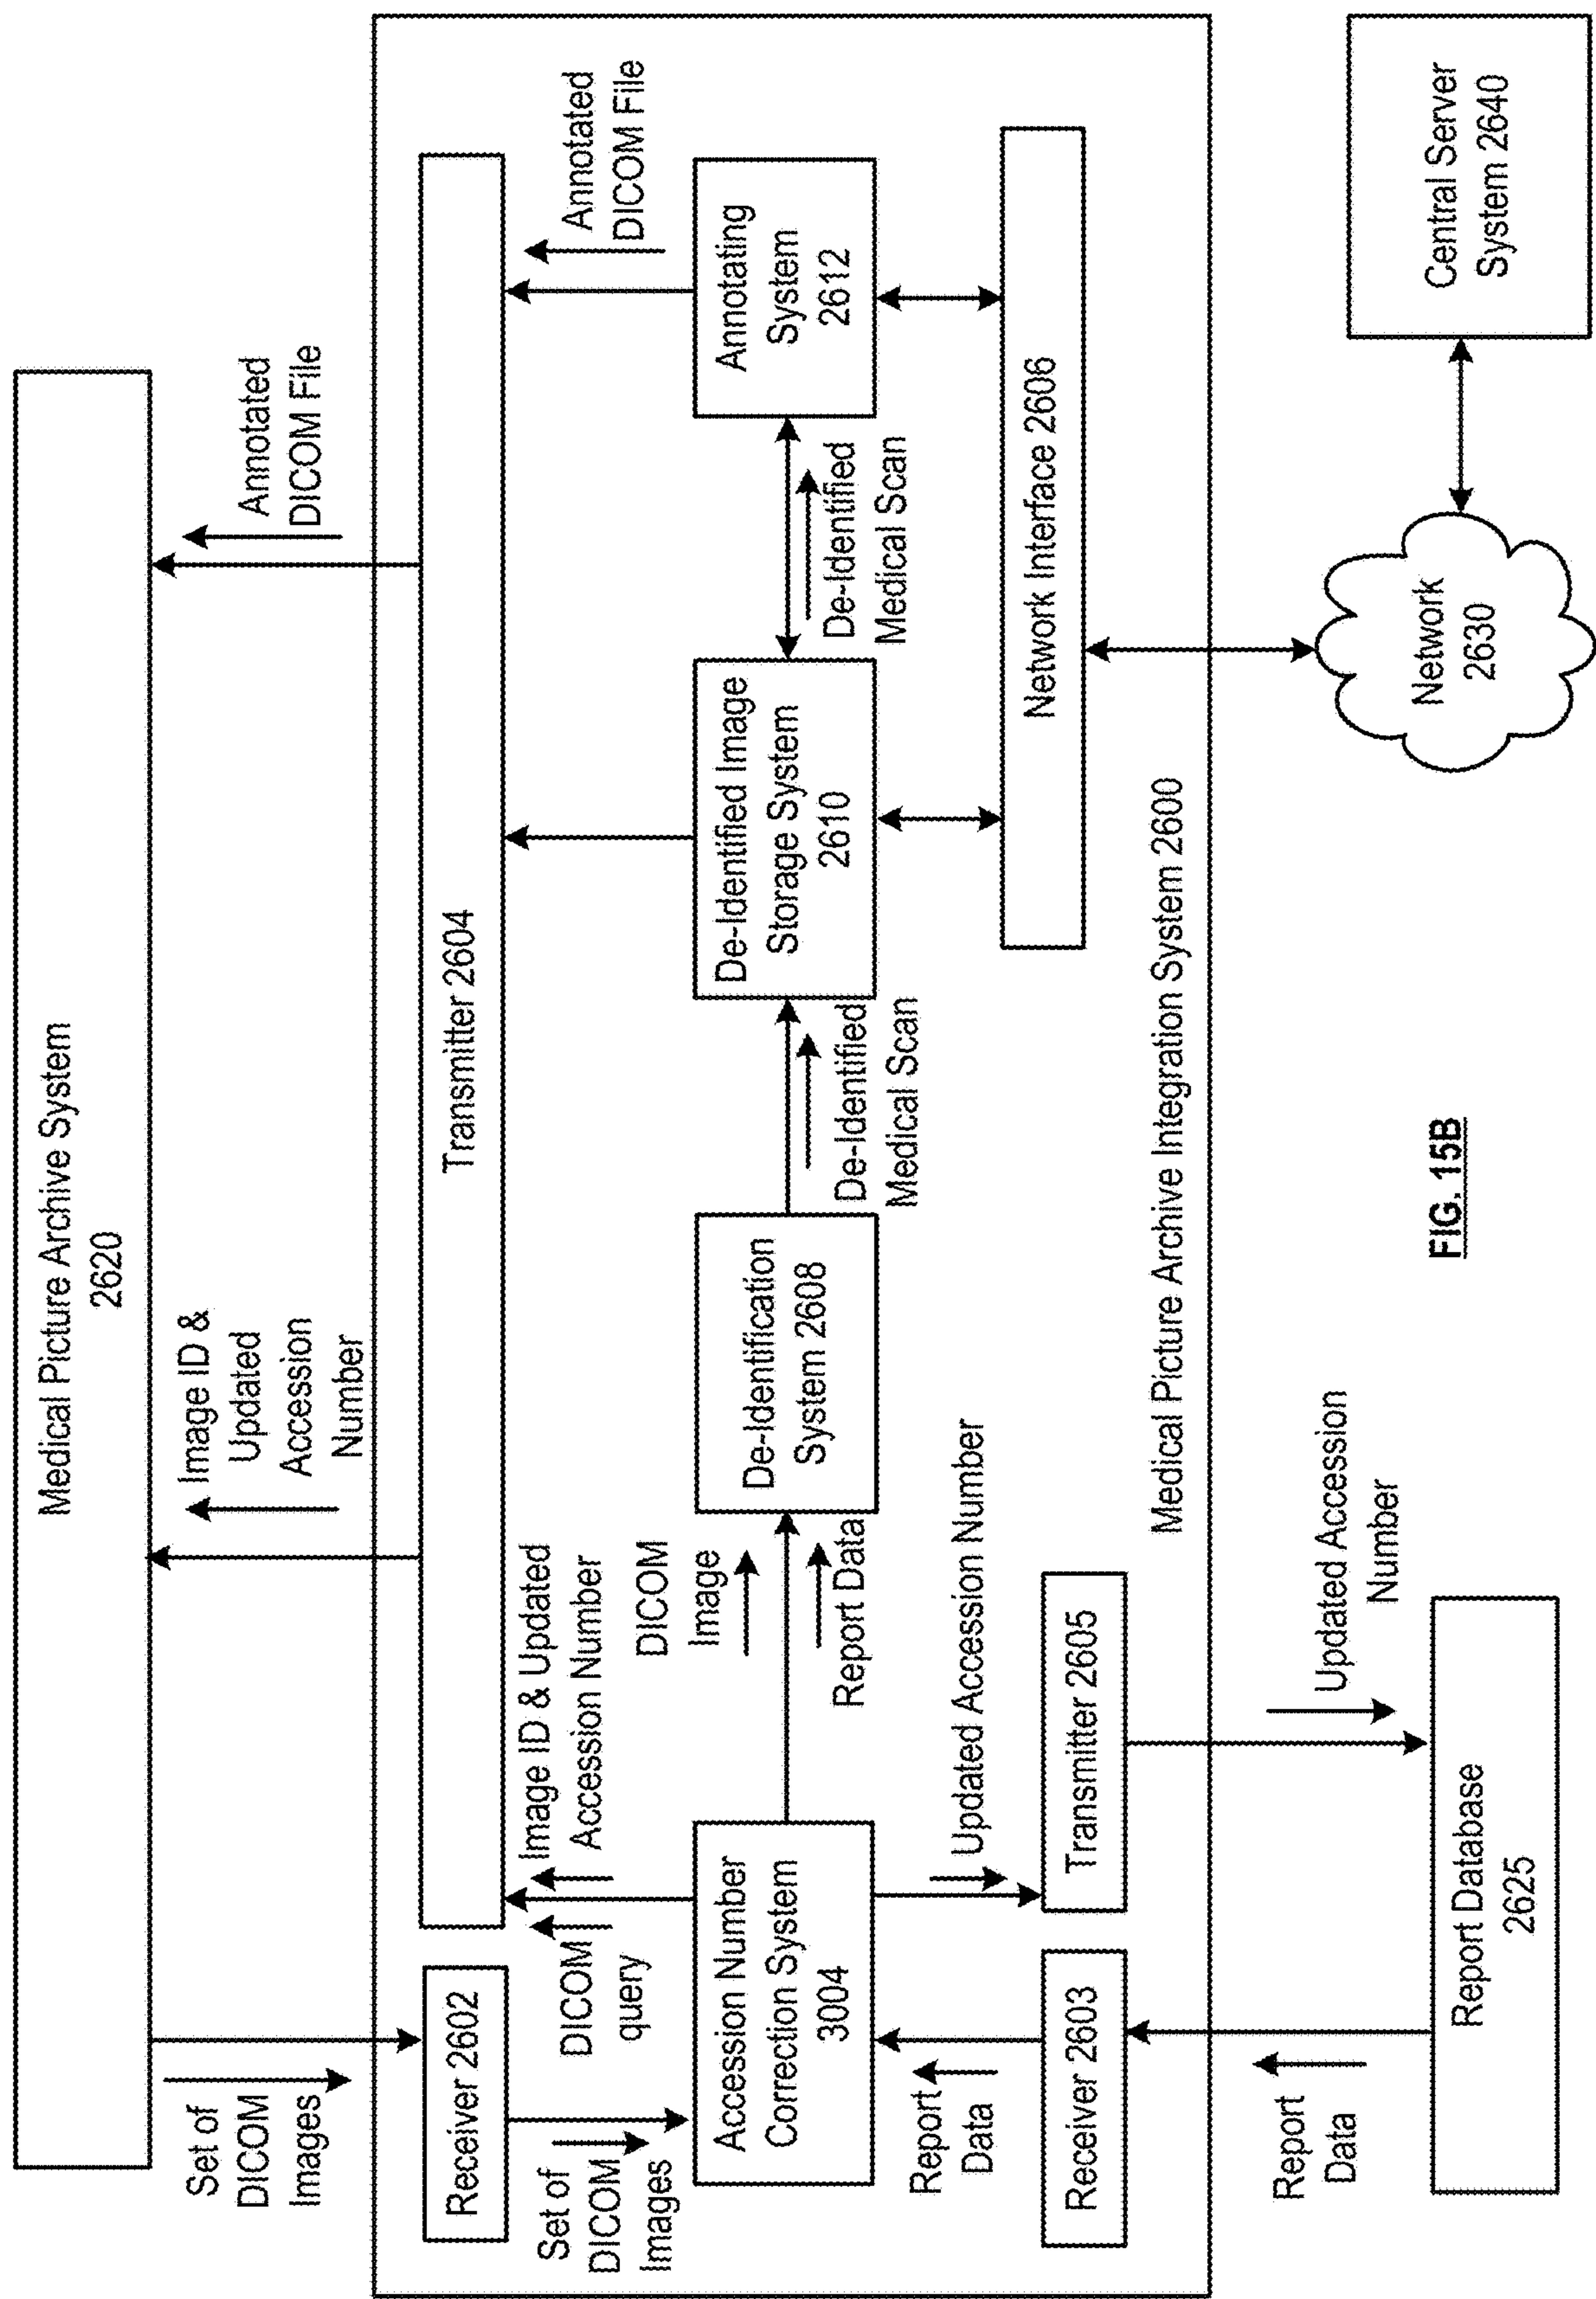 Medical Picture Archive System
2620
Set of
DICOM
Images
Image ID &
Updated
Accession
Number
Annotated
DICOM File
Receiver 2602
Transmitter 2604
Set of
DICOM
Images
DICOM
query
Image ID & Updated
Accession Number
DICOM
Image
Annotated
DICOM File
Accession Number
Correction System
3004
Report Data
De-Identification
System 2608
De-Identified
Medical Scan
De-Identified Image
Storage System
2610
De-Identified
Medical Scan
Annotating
System
2612
Report
Data
Updated Accession Number
Receiver 2603
Transmitter 2605
Network Interface 2606
Medical Picture Archive Integration System 2600
Report
Data
Updated Accession
Number
Report Database
2625
Network
2630
Central Server
System 2640
FIG. 15B